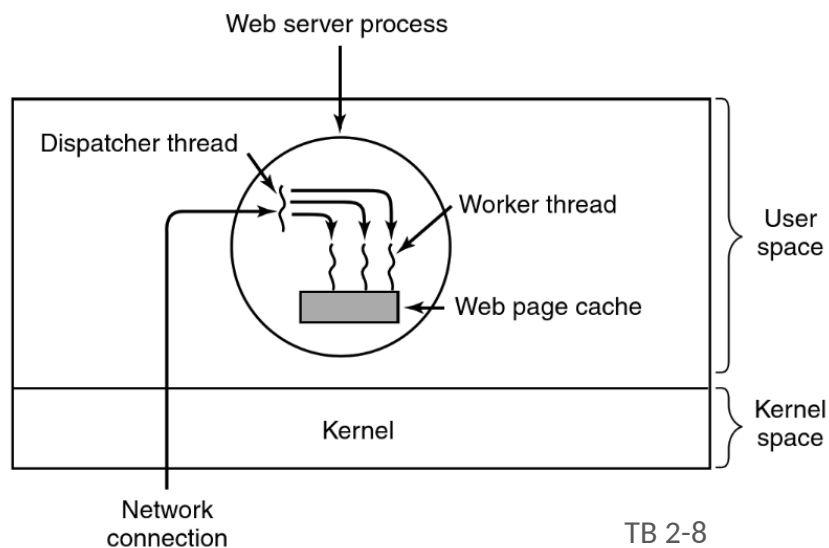 Web server process
Dispatcher thread
Worker thread
User
space
Web page cache
Kernel
Kernel
space
Network
connection
TB 2-8